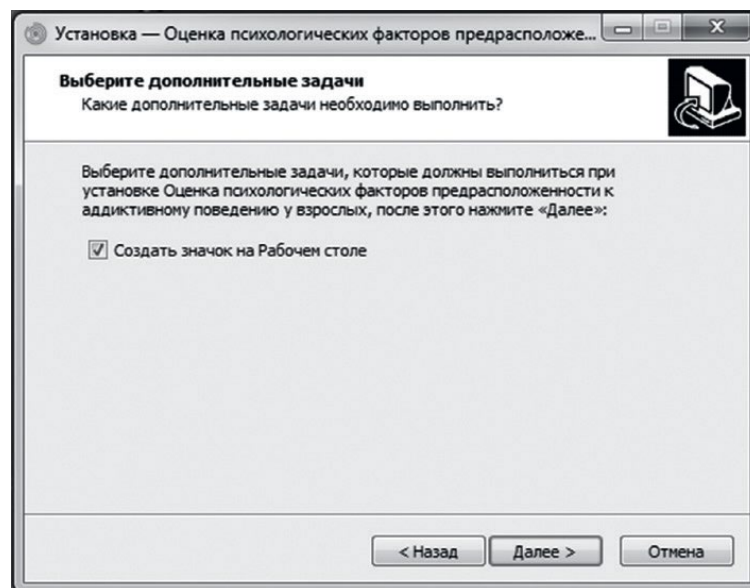 Установка — Оценка психологических факторов предрасположе...
Выберите дополнительные задачи
Какие дополнительные задачи необходимо выполнить?
Выберите дополнительные задачи, которые должны выполниться при
установке Оценка психологических факторов предрасположенности к
аддиктивному поведению у взрослых, после этого нажмите «Далее»:
Создать значок на Рабочем столе
< Назад
Далее >
Отмена